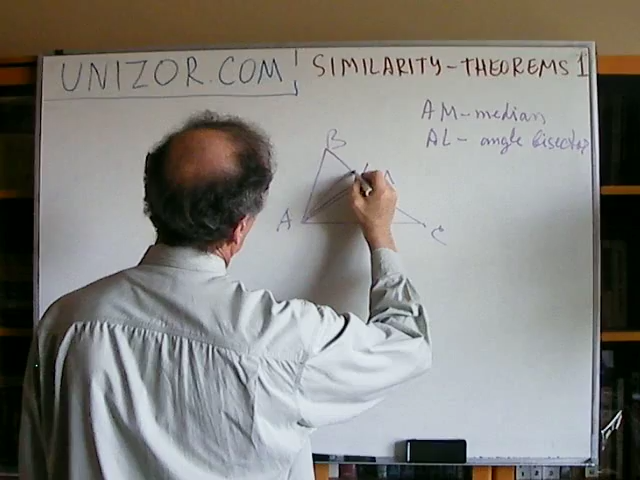 UNIZOR.COM
SIMILARITY-THEOREMS 1
AM-median
AL- angle bisector
B
A
C